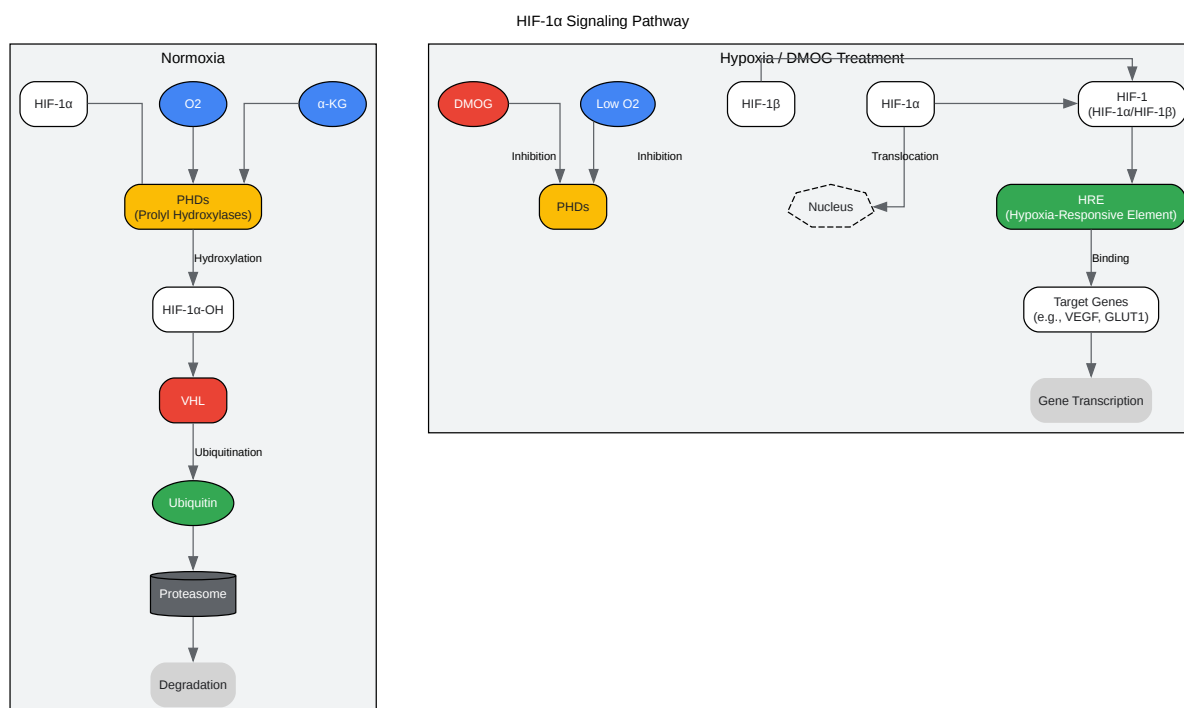 HIF-1α Signaling Pathway
Normoxia
HIF-1α
O2
α-KG
PHDs
(Prolyl Hydroxylases)
Hydroxylation
HIF-1α-OH
VHL
Ubiquitination
Ubiquitin
Proteasome
Degradation
Hypoxia / DMOG Treatment
DMOG
Low O2
HIF-1β
HIF-1α
HIF-1
(HIF-1α/HIF-1β)
Inhibition
Inhibition
Translocation
PHDs
Nucleus
HRE
(Hypoxia-Responsive Element)
Binding
Target Genes
(e.g., VEGF, GLUT1)
Gene Transcription